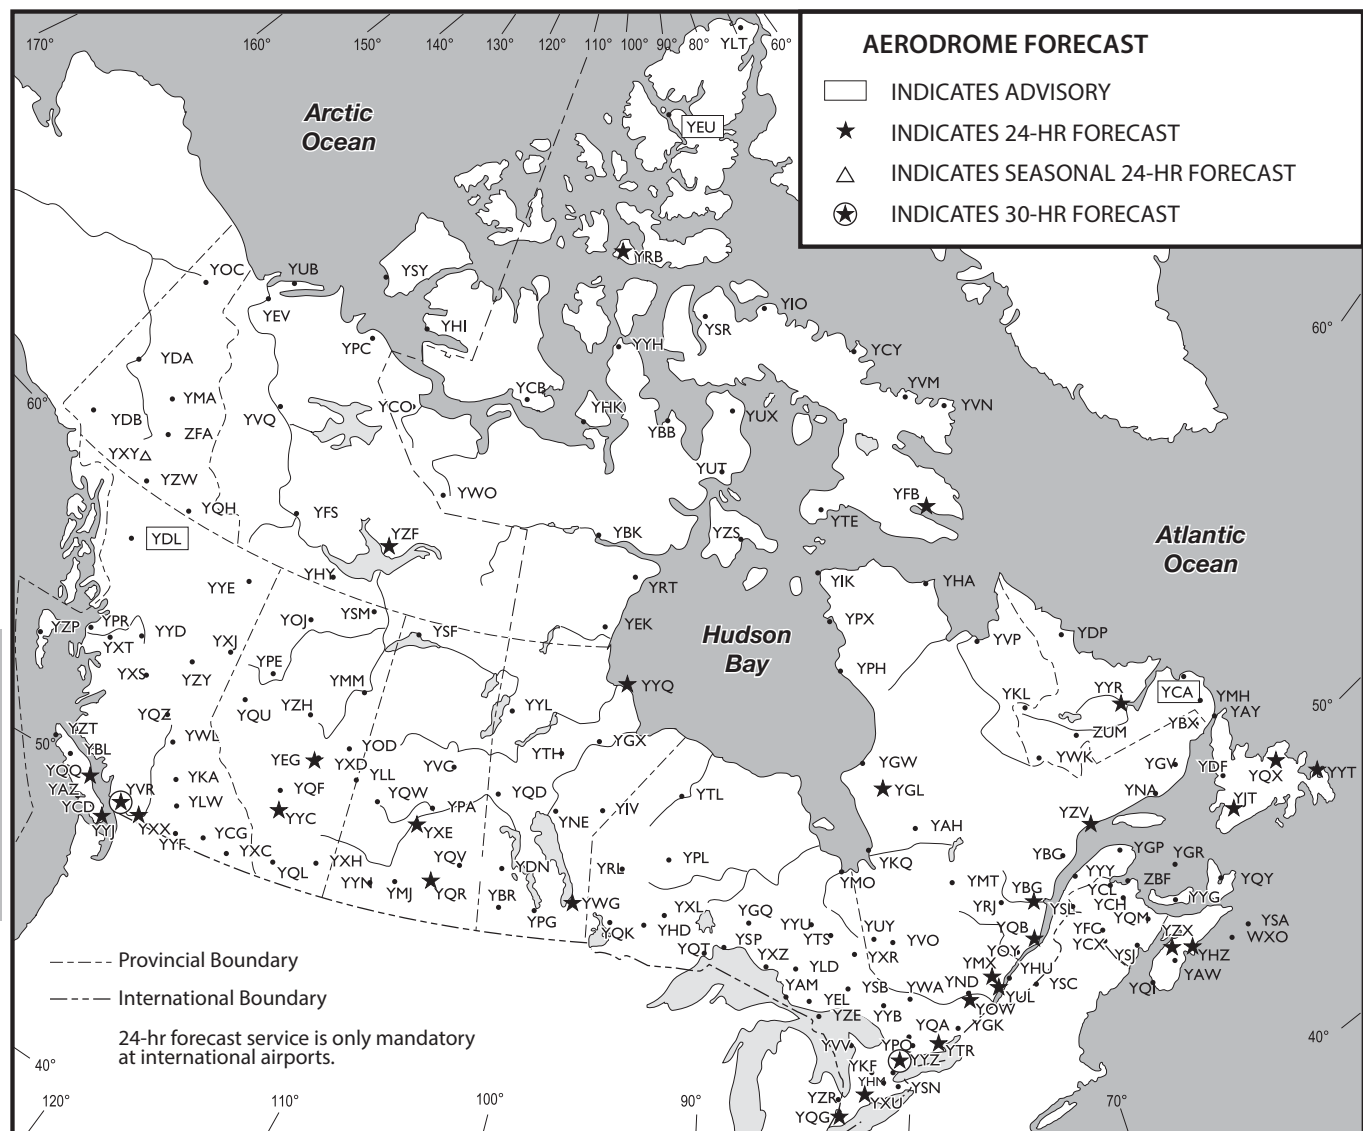 170°
160°
150°
140°
130°
120°
110°
100°
90°
80°
60°
YLT
AERODROME FORECAST
INDICATES ADVISORY
INDICATES 24-HR FORECAST
INDICATES SEASONAL 24-HR FORECAST
INDICATES 30-HR FORECAST
Arctic
Ocean
YEU
YRB
YOC
YUB
YSY
YEV
YHI
YPC
YYH
YSR
YIO
YCY
60°
YDA
YMA
YDB
ZFA
YXY
YZW
YVQ
YCO
YCB
YHK
YBB
YUX
YVM
YVN
60°
YUT
YWO
YQH
YFS
YZF
YBK
YZS
YTE
YFB
YDL
Atlantic
Ocean
YYE
YHY
YSM
YOJ
YRT
YIK
YHA
YZP
YPR
YYD
YXT
YXJ
YSF
YEK
Hudson
Bay
YPX
YVP
YDP
YXS
YZY
YPE
YMM
YYQ
YPH
YQZ
YQU
YZH
YYL
YKL
YYR
YCA
YMH
YAY
50°
50°
YZT
YBL
YWL
YOD
YEG
YXD
YVC
YTH
YGX
ZUM
YBX
YWK
YGV
YDF
YQX
YYT
YQQ
YAZ
YCD
YVR
YKA
YLW
YQF
YLL
YQW
YPA
YQD
YIV
YTL
YGW
YGL
YNA
YJT
YYJ
YXX
YYF
YYC
YXE
YNE
YAH
YZV
YCG
YXC
YQL
YXH
YQV
YDN
YRL
YPL
YKQ
YBC
YGP
YGR
YYN
YMJ
YQR
YBR
YWG
YPG
YMO
YMT
YBG
YYY
YCL
ZBF
YQY
YXL
YGQ
YRJ
YSL
YCH
YYG
YQK
YHD
YYU
YUY
YQB
YFC
YQM
YSA
YQT
YSP
YTS
YVO
YOY
YCX
YZX
WXO
YXZ
YXR
YMX
YHU
YSJ
YHZ
YLD
YAM
YSB
YWA
YND
YUL
YSC
YAW
YQI
YEL
YZE
YYB
YOW
YQA
YGK
YVV
YPQ
YTR
YYZ
YKF
YHN
YSN
YZR
YXU
YQG
40°
Provincial Boundary
International Boundary
24-hr forecast service is only mandatory
at international airports.
40°
120°
110°
100°
90°
70°